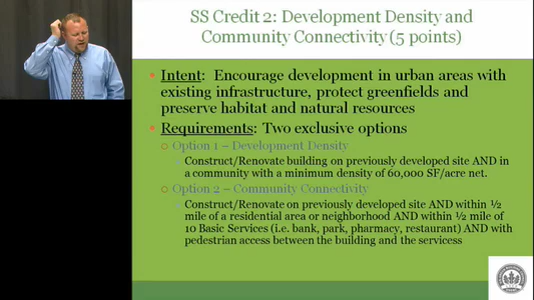 SS Credit 2: Development Density and
Community Connectivity (5 points)
Intent: Encourage development in urban areas with
existing infrastructure, protect greenfields and
preserve habitat and natural resources
Requirements: Two exclusive options
Option 1 – Development Density
Construct/Renovate building on previously developed site AND in
a community with a minimum density of 60,000 SF/acre net.
Option 2 – Community Connectivity
Construct/Renovate on previously developed site AND within ½
mile of a residential area or neighborhood AND within ½ mile of
10 Basic Services (i.e. bank, park, pharmacy, restaurant) AND with
pedestrian access between the building and the servicess